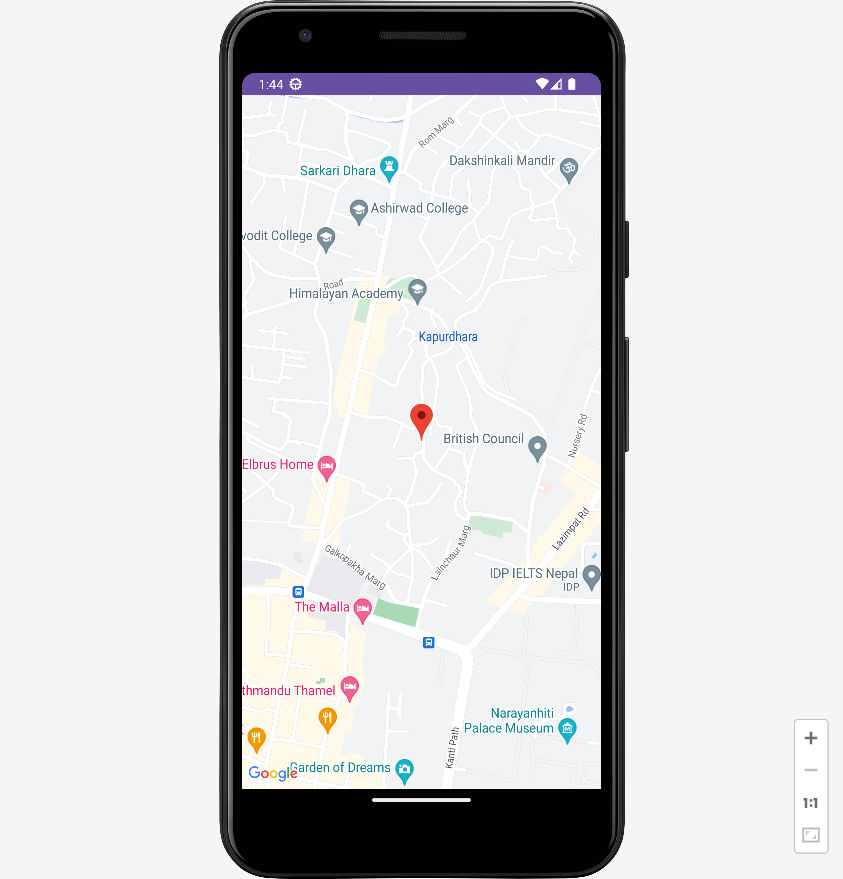 1:44
Rom Marg
Dakshinkali Mandir
Sarkari Dhara
Ashirwad College
vodit College
Road
Himalayan Academy
Kapurdhara
British Council
Nursery Rd
Elbrus Home
Lazimpat Rd
Galkopakha Marg
Lainchaur Marg
IDP IELTS Nepal
IDP
The Malla
thmandu Thamel
Narayanhiti
Palace Museum
Kanti Path
Garden of Dreams
Google
1:1